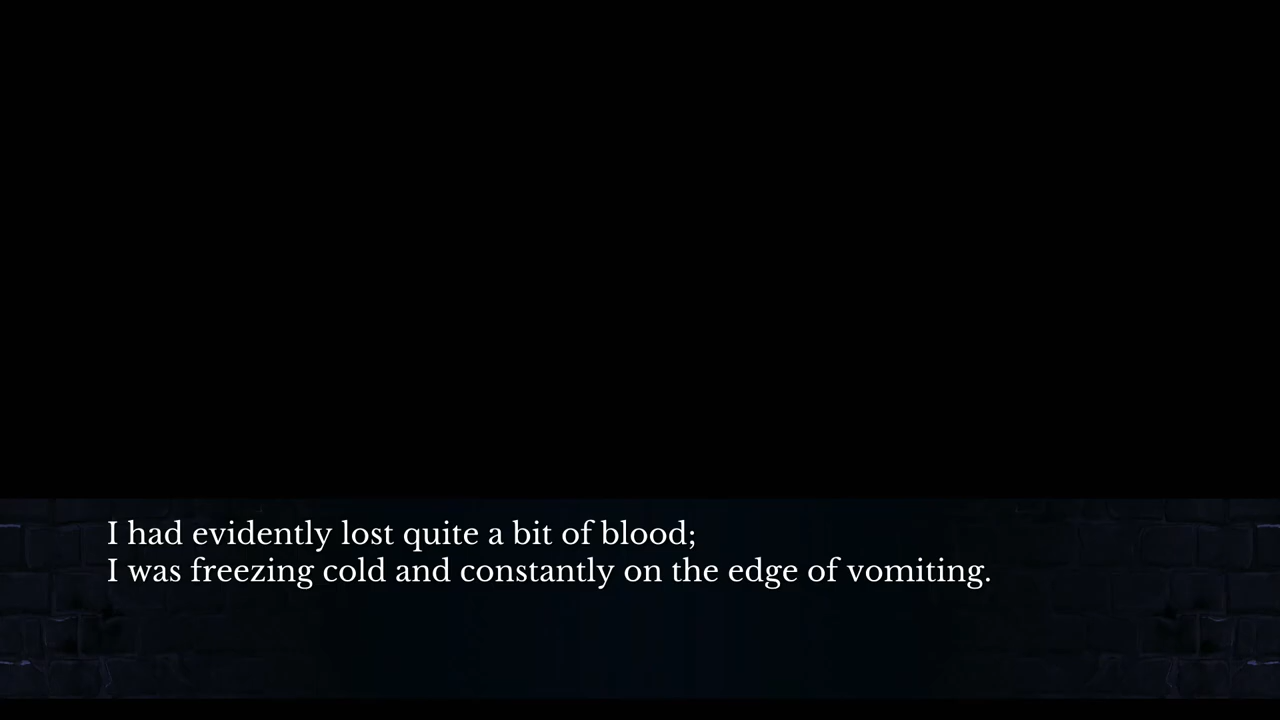 I had evidently lost quite a bit of blood;
I was freezing cold and constantly on the edge of vomiting.